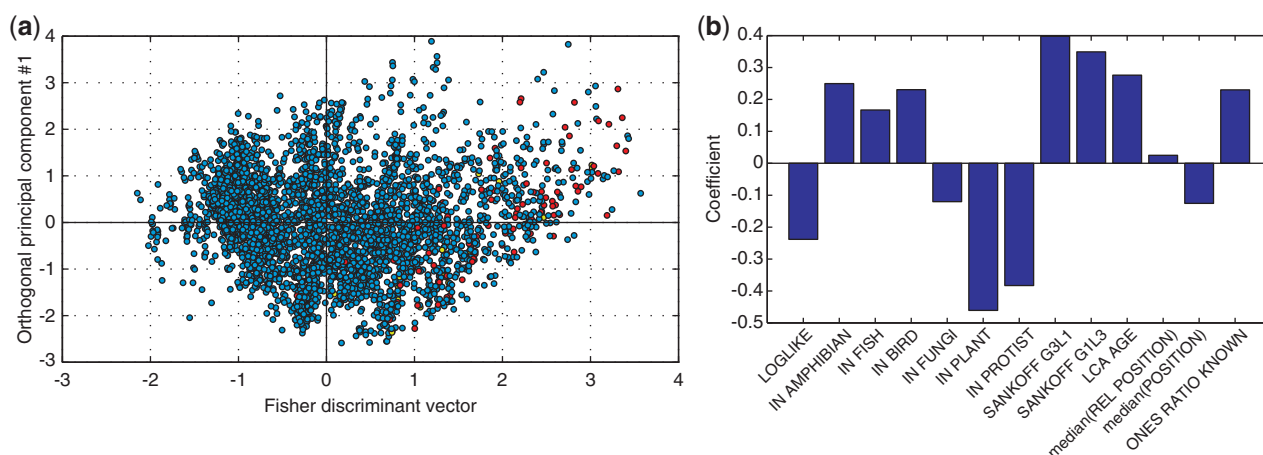 (a)
4
3
2
1
0
-1
-2
-3
-3 -2 -1 0 1 2 3 4
Orthogonal principal component #1
Fisher discriminant vector
(b)
0.4
0.3
0.2
0.1
0
-0.1
-0.2
-0.3
-0.4
-0.5
Coefficient
LOGLIKE
IN AMPHIBIAN
IN FISH
IN BIRD
IN FUNGI
IN PLANT
IN PROTIST
SANKOFF G3L1
SANKOFF G1L3
LCA AGE
median(REL POSITION)
median(POSITION)
ONES RATIO KNOWN